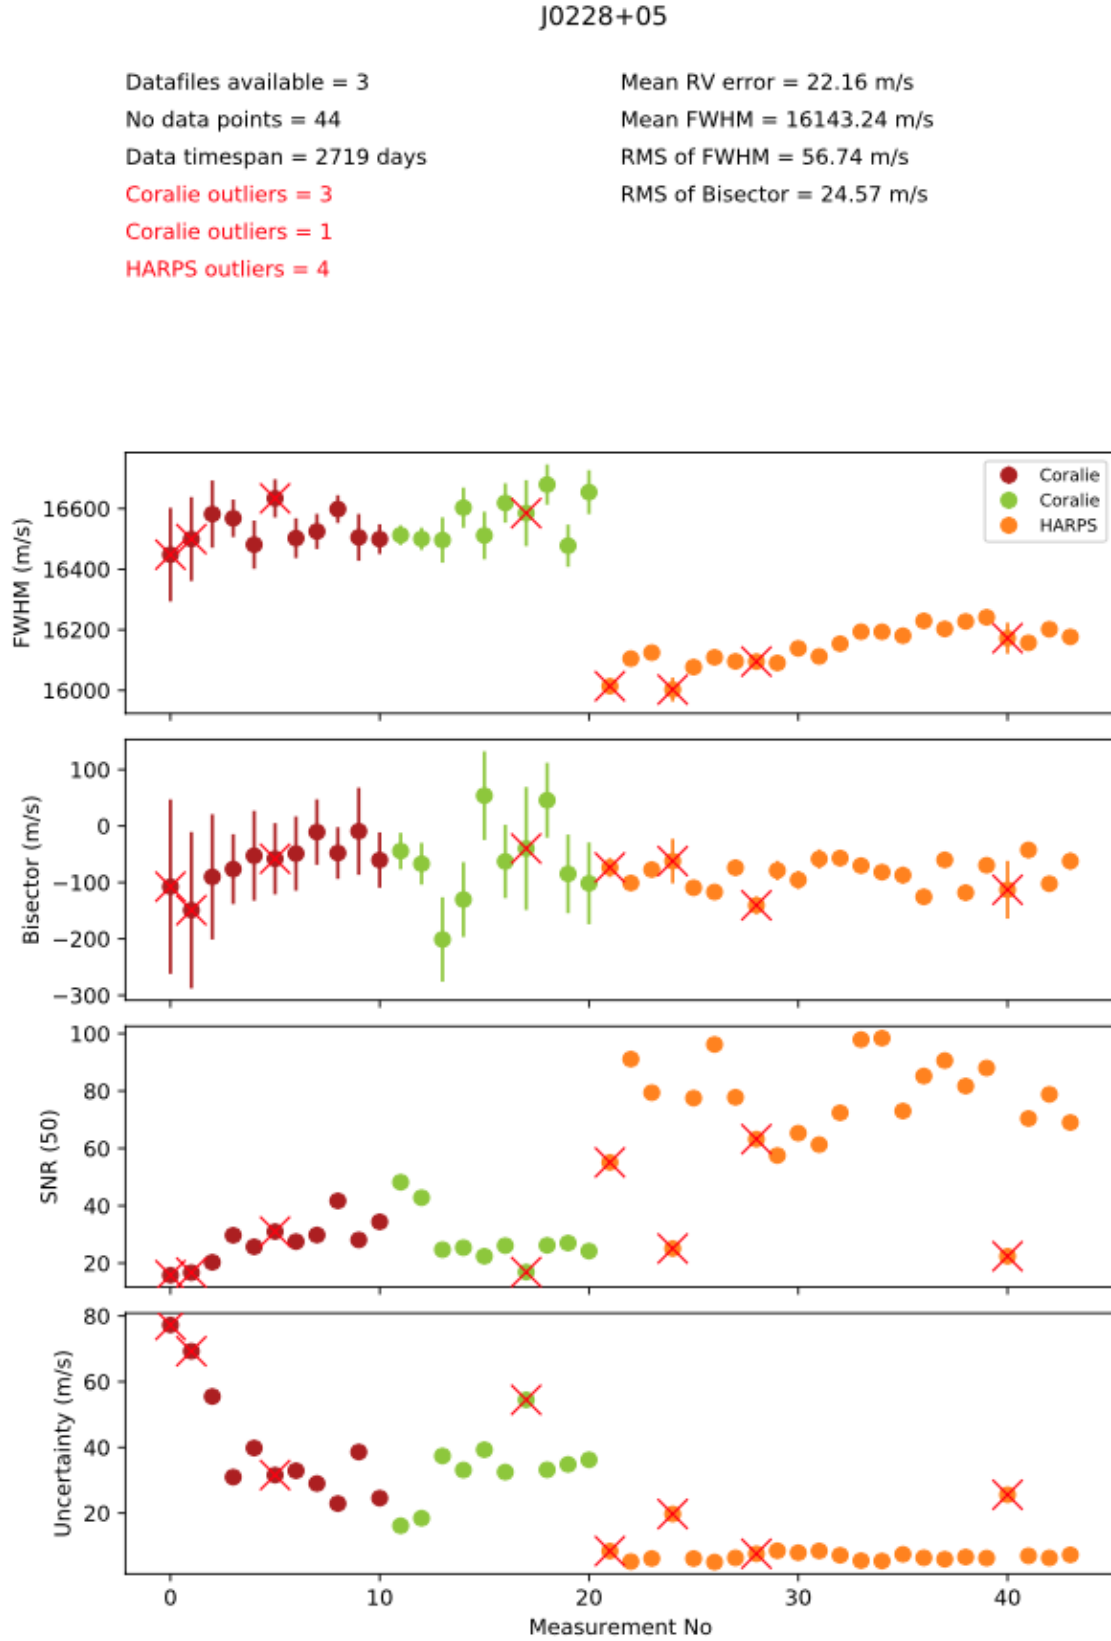 J0228+05
Datafiles available = 3
Mean RV error = 22.16 m/s
No data points = 44
Mean FWHM = 16143.24 m/s
Data timespan = 2719 days
RMS of FWHM = 56.74 m/s
Coralie outliers = 3
RMS of Bisector = 24.57 m/s
Coralie outliers = 1
HARPS outliers = 4
Coralie
Coralie
HARPS
FWHM (m/s)
16600
16400
16200
16000
Bisector (m/s)
100
0
−100
−200
−300
SNR (50)
100
80
60
40
20
Uncertainty (m/s)
80
60
40
20
0
10
20
30
40
Measurement No